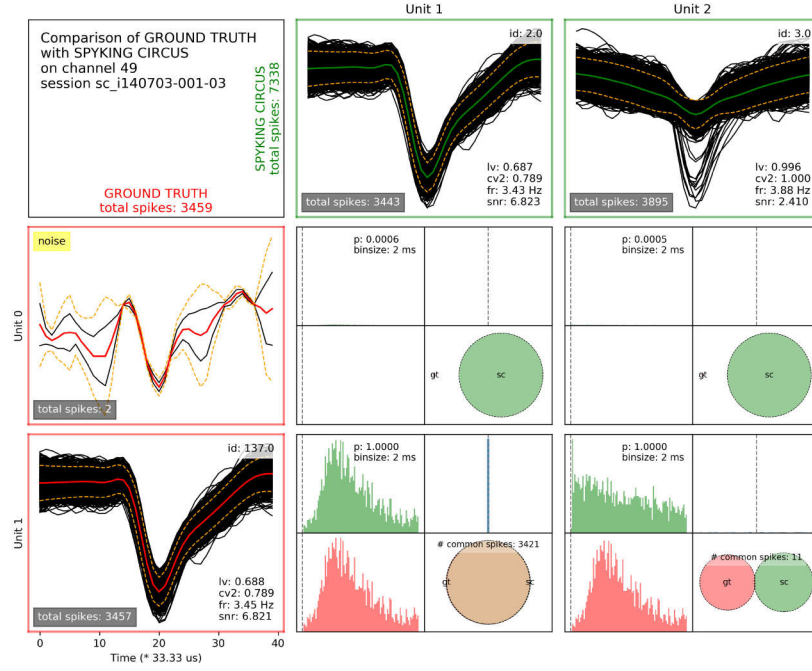 Unit 1
Unit 2
Comparison of GROUND TRUTH
with SPYKING CIRCUS
on channel 49
session sc_i140703-001-03
SPYKING CIRCUS
total spikes: 7338
GROUND TRUTH
total spikes: 3459
id: 2.0
lv: 0.687
cv2: 0.789
fr: 3.43 Hz
snr: 6.823
total spikes: 3443
id: 3.0
lv: 0.996
cv2: 1.000
fr: 3.88 Hz
snr: 2.410
total spikes: 3895
Unit 0
noise
total spikes: 2
p: 0.0006
binsize: 2 ms
gt
sc
p: 0.0005
binsize: 2 ms
gt
sc
Unit 1
id: 137.0
lv: 0.688
cv2: 0.789
fr: 3.45 Hz
snr: 6.821
total spikes: 3457
0
10
20
30
40
Time (* 33.33 us)
p: 1.0000
binsize: 2 ms
# common spikes: 3421
gt
sc
p: 1.0000
binsize: 2 ms
# common spikes: 11
gt
sc